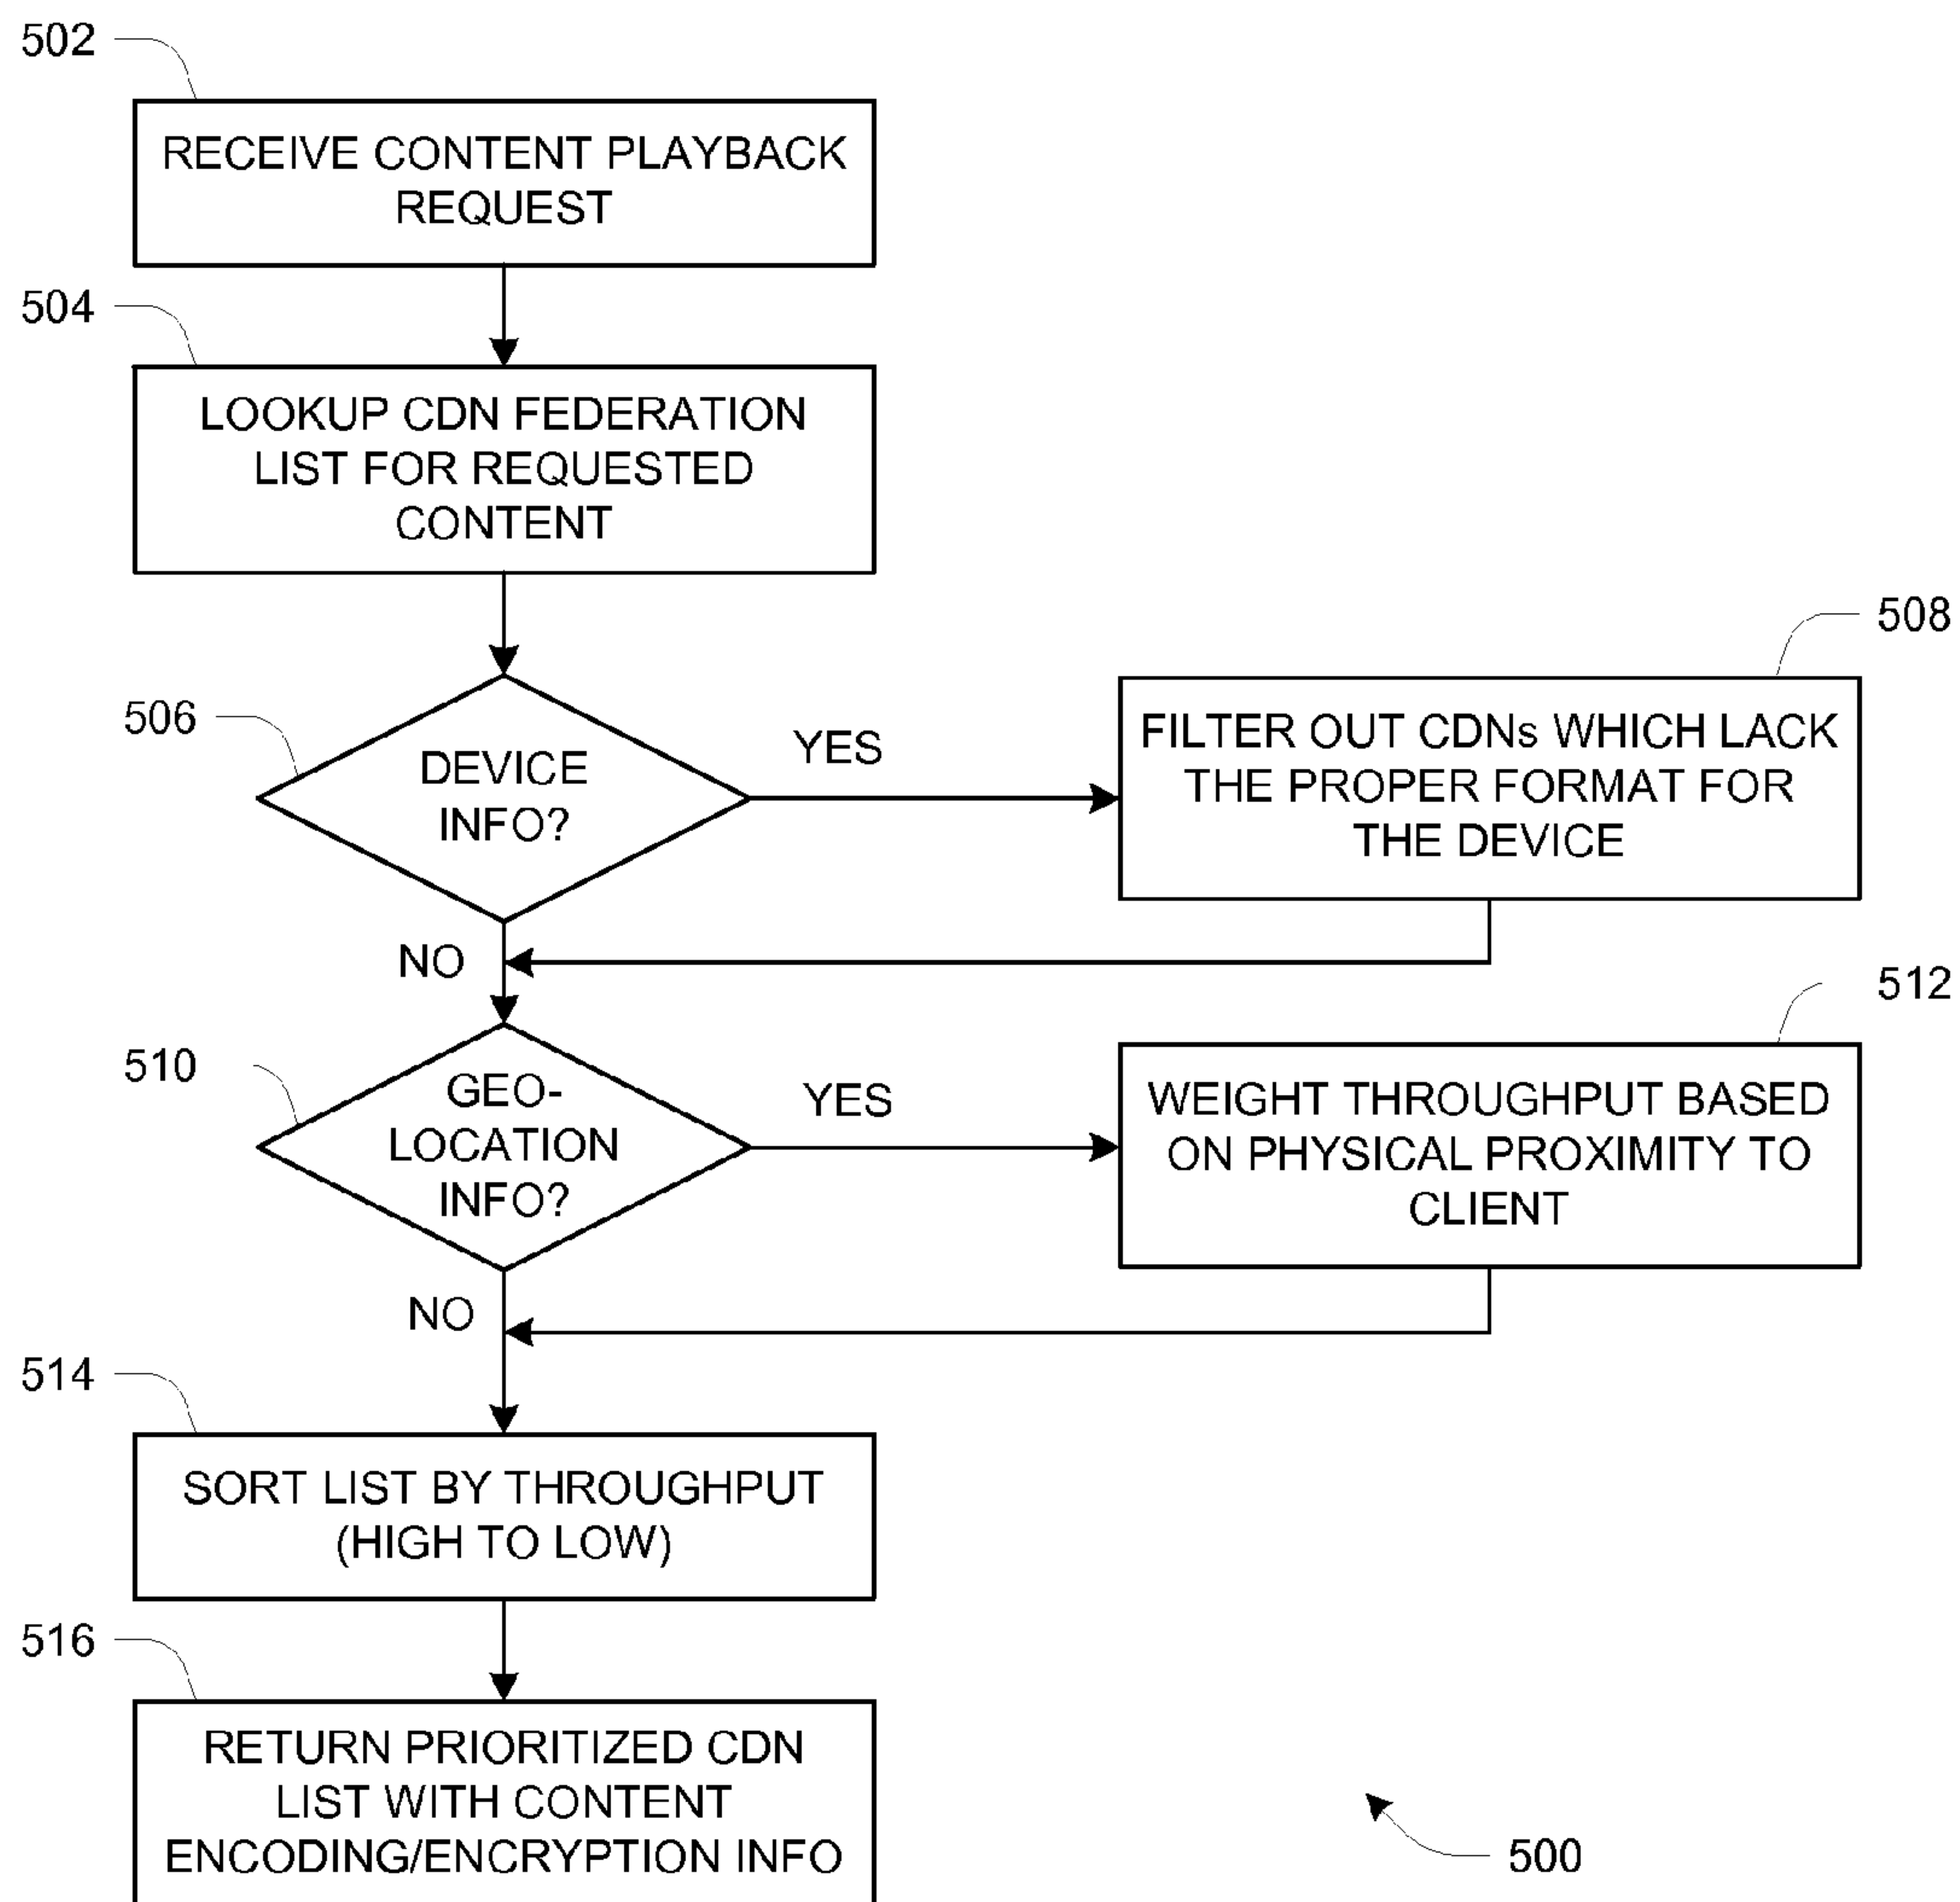 502
RECEIVE CONTENT PLAYBACK
REQUEST
504
LOOKUP CDN FEDERATION
LIST FOR REQUESTED
CONTENT
506
DEVICE
INFO?
YES
508
FILTER OUT CDNs WHICH LACK
THE PROPER FORMAT FOR
THE DEVICE
NO
510
GEO-
LOCATION
INFO?
YES
512
WEIGHT THROUGHPUT BASED
ON PHYSICAL PROXIMITY TO
CLIENT
NO
514
SORT LIST BY THROUGHPUT
(HIGH TO LOW)
516
RETURN PRIORITIZED CDN
LIST WITH CONTENT
ENCODING/ENCRYPTION INFO
500